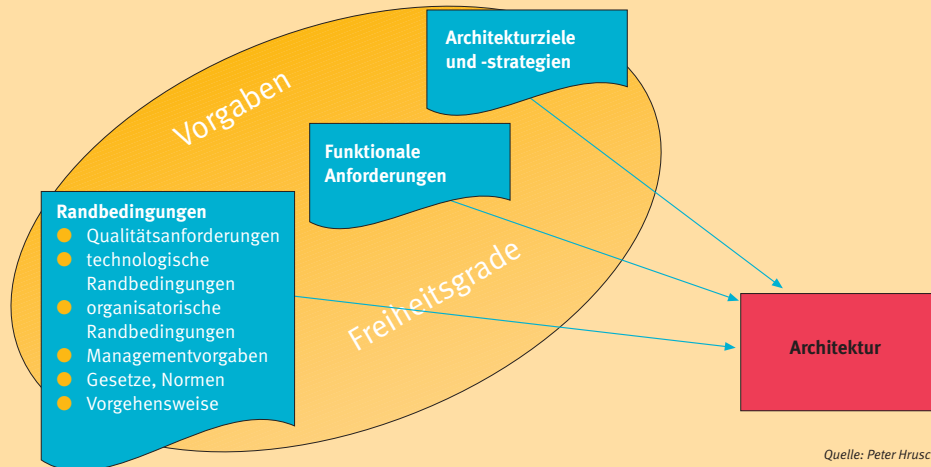 Architekturziele
und -strategien
Vorgaben
Funktionale
Anforderungen
Randbedingungen
Qualitätsanforderungen
technologische
Randbedingungen
organisatorische
Randbedingungen
Managementvorgaben
Gesetze, Normen
Vorgehensweise
Freiheitsgrade
Architektur
Quelle: Peter Hrusc